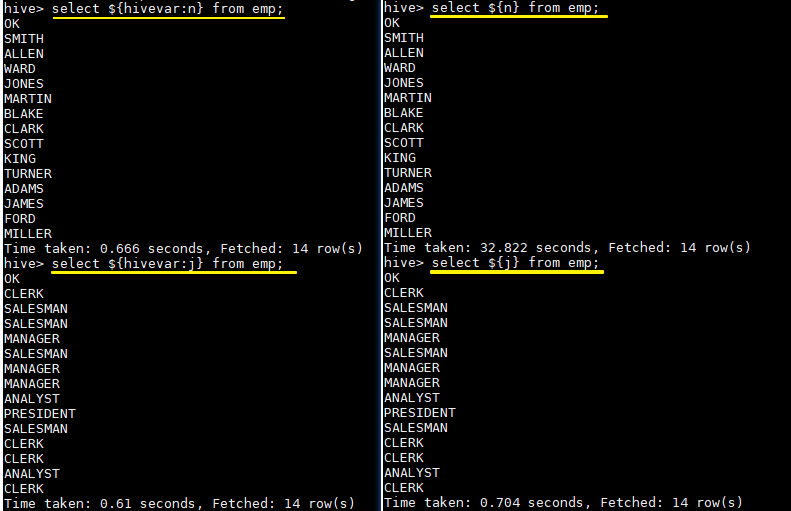 hive> select ${hivevar:n} from emp;
OK
SMITH
ALLEN
WARD
JONES
MARTIN
BLAKE
CLARK
SCOTT
KING
TURNER
ADAMS
JAMES
FORD
MILLER
Time taken: 0.666 seconds, Fetched: 14 row(s)
hive> select ${hivevar:j} from emp;
OK
CLERK
SALESMAN
SALESMAN
MANAGER
SALESMAN
MANAGER
MANAGER
ANALYST
PRESIDENT
SALESMAN
CLERK
CLERK
ANALYST
CLERK
Time taken: 0.61 seconds, Fetched: 14 row(s)
hive> select ${n} from emp;
OK
SMITH
ALLEN
WARD
JONES
MARTIN
BLAKE
CLARK
SCOTT
KING
TURNER
ADAMS
JAMES
FORD
MILLER
Time taken: 32.822 seconds, Fetched: 14 row(s)
hive> select ${j} from emp;
OK
CLERK
SALESMAN
SALESMAN
MANAGER
SALESMAN
MANAGER
MANAGER
ANALYST
PRESIDENT
SALESMAN
CLERK
CLERK
ANALYST
CLERK
Time taken: 0.704 seconds, Fetched: 14 row(s)